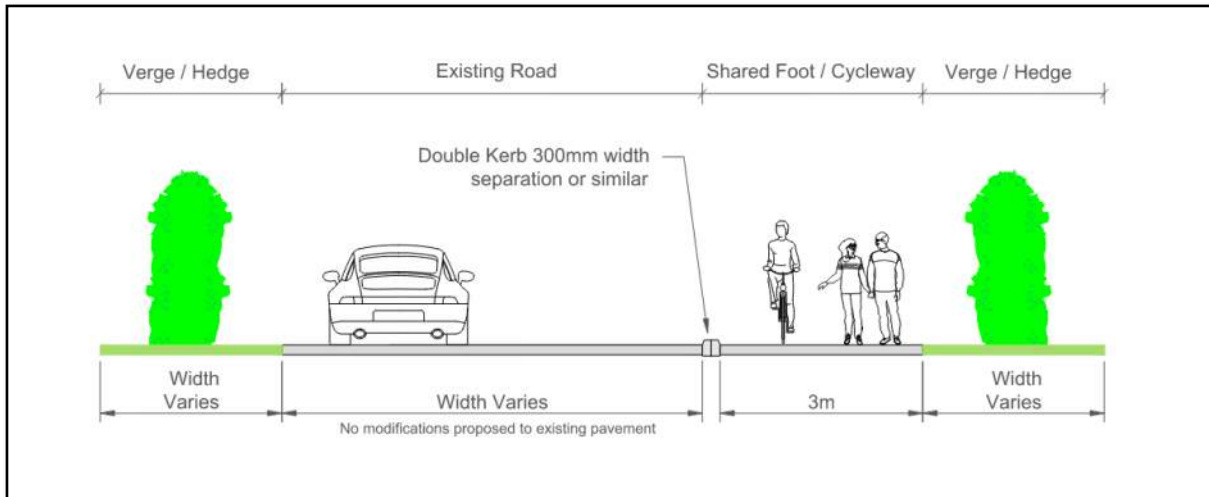 Verge / Hedge
Existing Road
Shared Foot / Cycleway
Verge / Hedge
Double Kerb 300mm width
separation or similar
Width
Varies
Width Varies
3m
Width
Varies
No modifications proposed to existing pavement